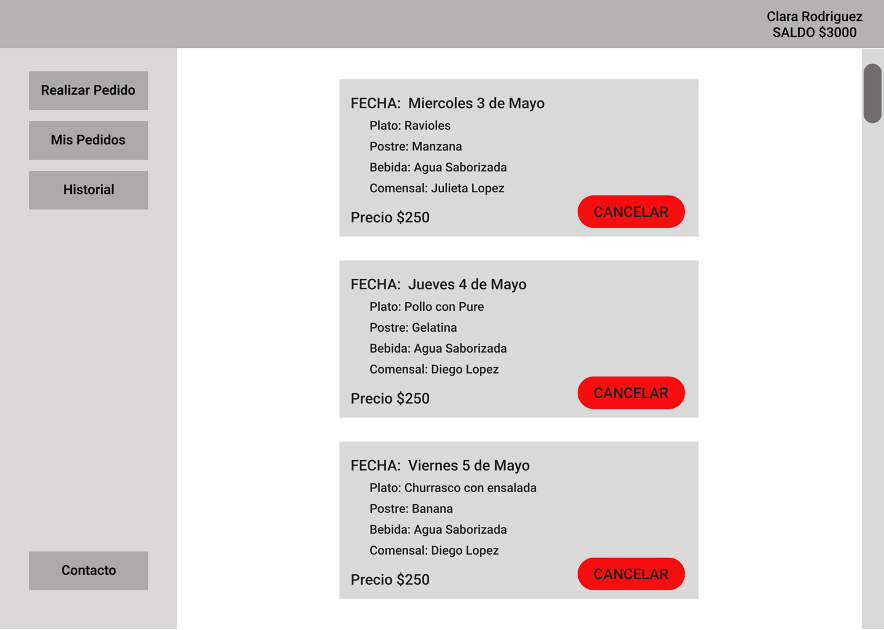 Clara Rodriguez
SALDO $3000
Realizar Pedido
Mis Pedidos
Historial
Contacto
FECHA: Miercoles 3 de Mayo
Plato: Ravioles
Postre: Manzana
Bebida: Agua Saborizada
Comensal: Julieta Lopez
Precio $250
CANCELAR
FECHA: Jueves 4 de Mayo
Plato: Pollo con Pure
Postre: Gelatina
Bebida: Agua Saborizada
Comensal: Diego Lopez
Precio $250
CANCELAR
FECHA: Viernes 5 de Mayo
Plato: Churrasco con ensalada
Postre: Banana
Bebida: Agua Saborizada
Comensal: Diego Lopez
Precio $250
CANCELAR